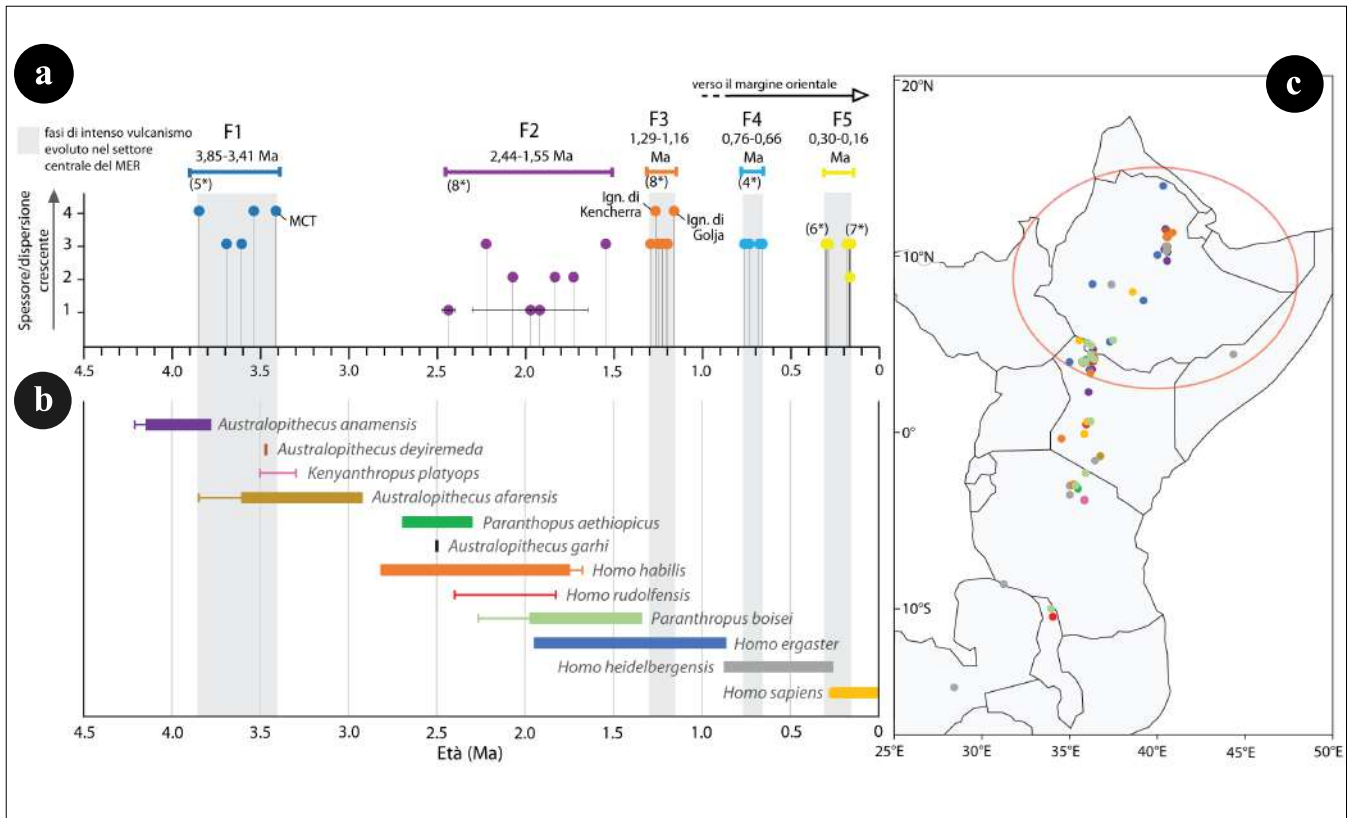 a
verso il margine orientale
c
fasi di intenso vulcanismo
evoluto nel settore
centrale del MER
F1
3,85-3,41 Ma
(5*)
F2
2,44-1,55 Ma
(8*)
F3
1,29-1,16
Ma
(8*)
F4
0,76-0,66
Ma
(4*)
F5
0,30-0,16
Ma
Spessore/dispersione
crescente
4
3
2
1
MCT
Ign. di
Kencherra
Ign. di
Golja
(6*)
(7*)
4.5 4.0 3.5 3.0 2.5 2.0 1.5 1.0 0.5 0
b
Australopithecus anamensis
Australopithecus deyiremeda
Kenyanthropus platyops
Australopithecus afarensis
Paranthopus aethiopicus
Australopithecus garhi
Homo habilis
Homo rudolfensis
Paranthropus boisei
Homo ergaster
Homo heidelbergensis
Homo sapiens
4.5 4.0 3.5 3.0 2.5 2.0 1.5 1.0 0.5 0
Età (Ma)
20°N
10°N
0°
10°S
25°E 30°E 35°E 40°E 45°E 50°E